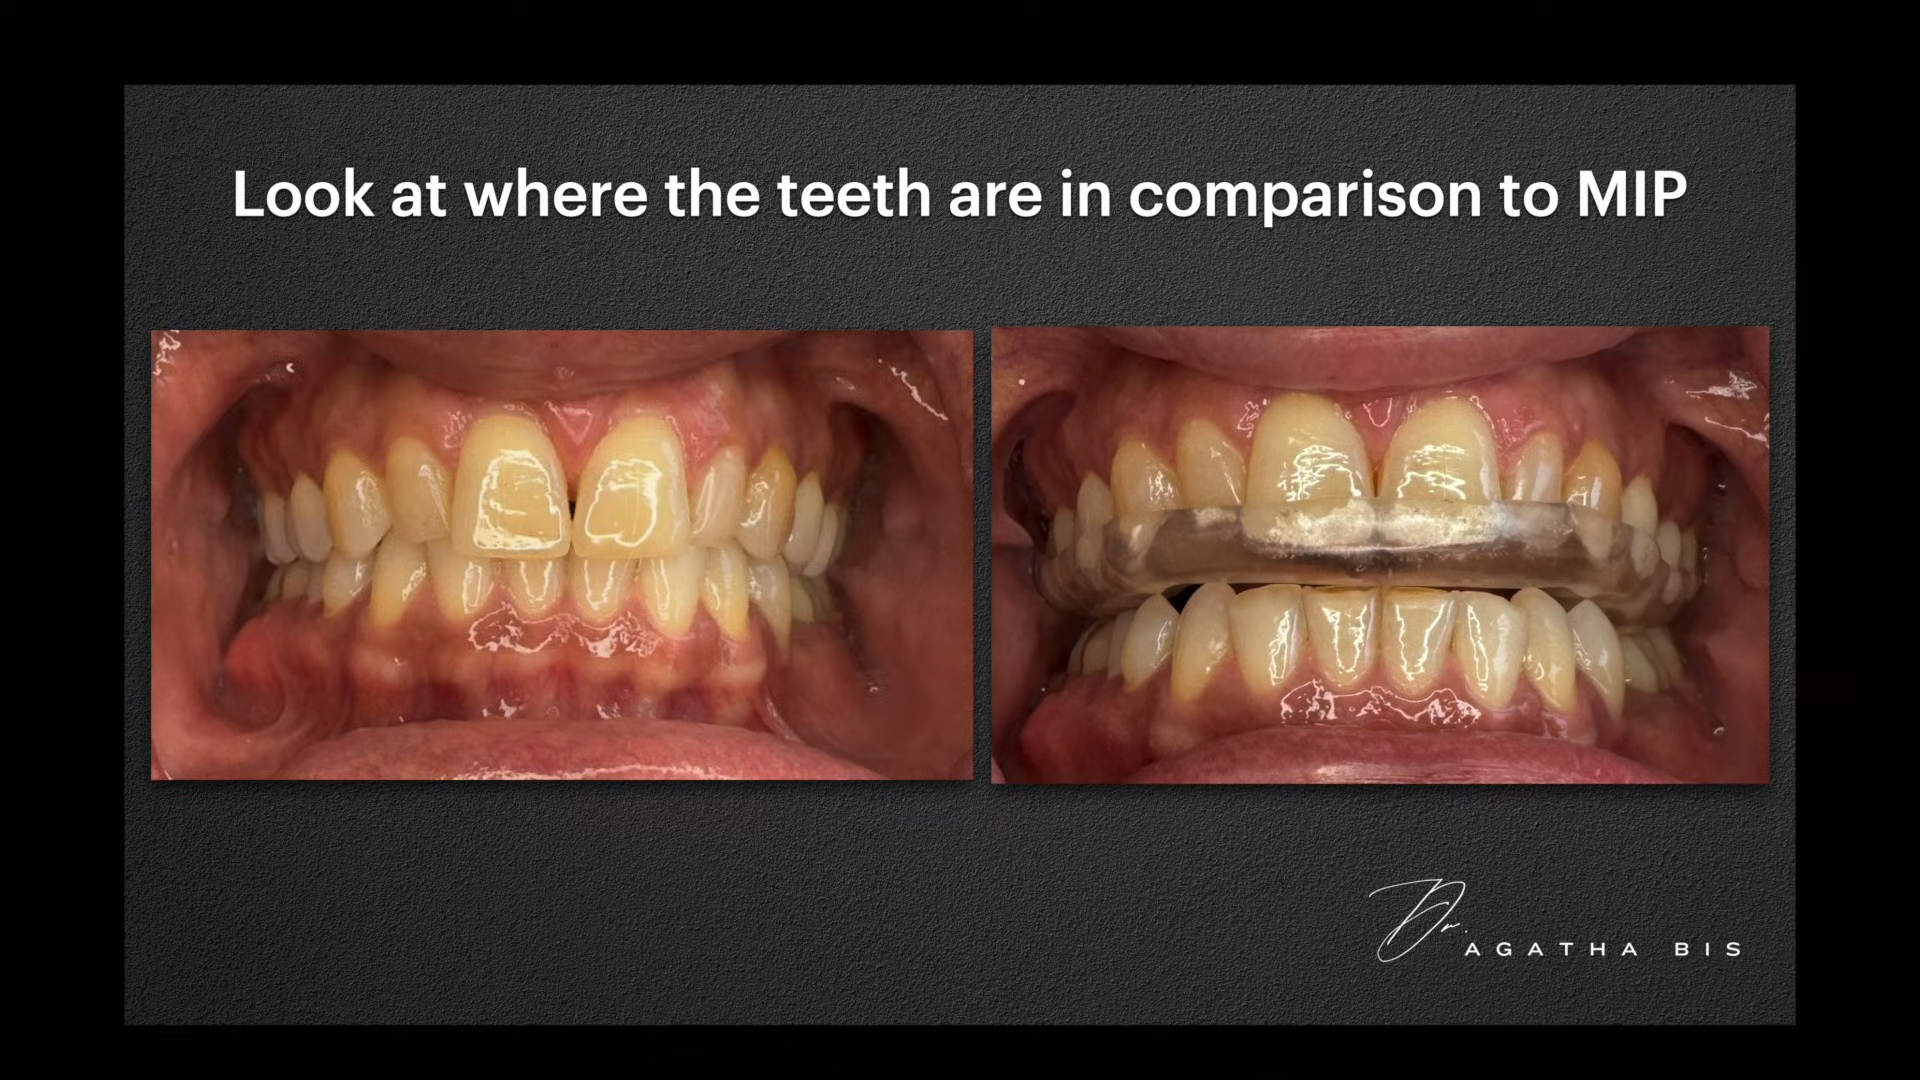 Look at where the teeth are in comparison to MIP
Dr.
AGATHA BIS